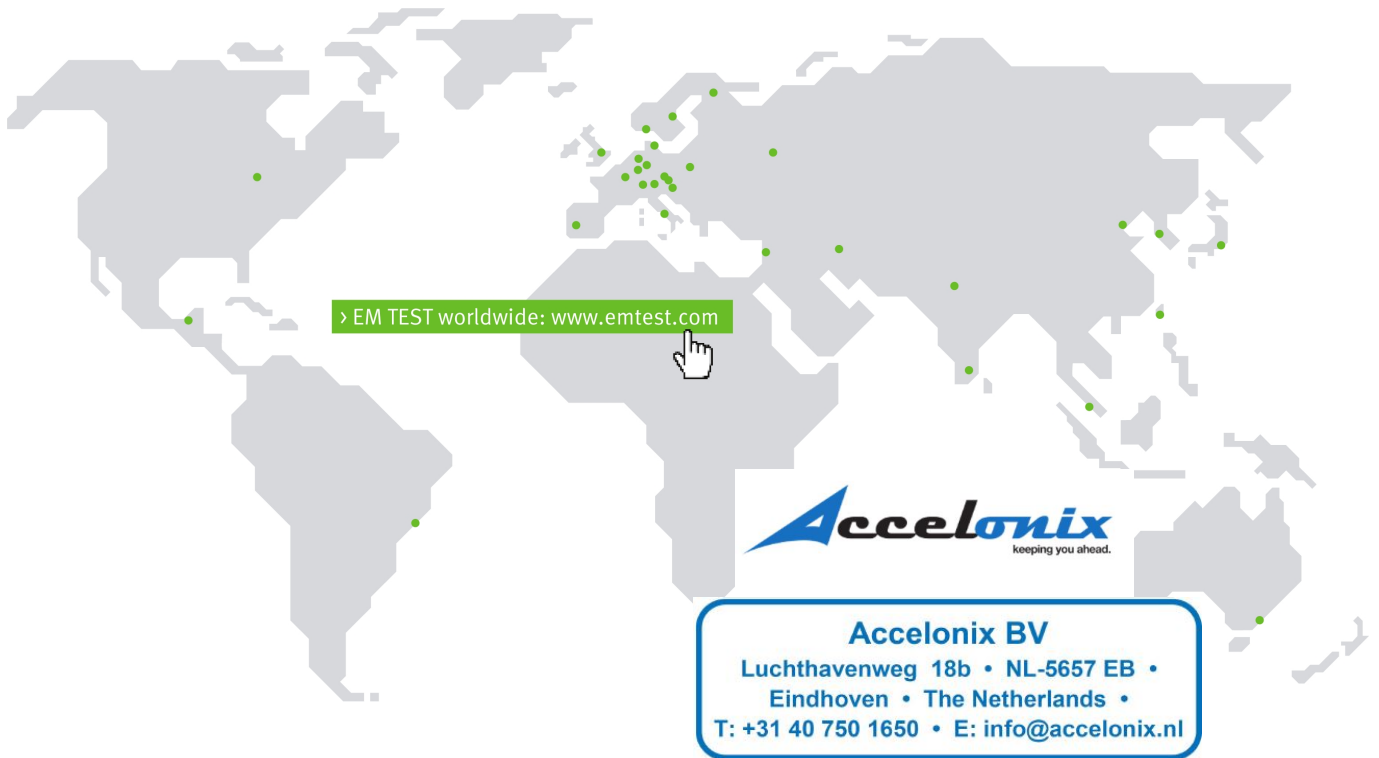 > EM TEST worldwide: www.emtest.com
Accelonix
keeping you ahead.
Accelonix BV
Luchthavenweg 18b • NL-5657 EB •
Eindhoven • The Netherlands •
T: +31 40 750 1650 • E: info@accelonix.nl